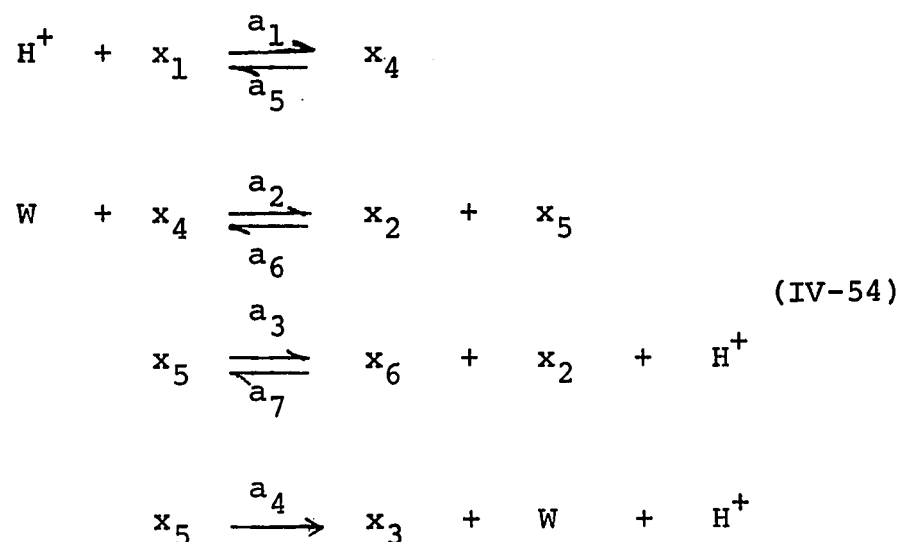 H⁺ + x₁ ⇌ x₄
a₁
a₅
W + x₄ ⇌ x₂ + x₅
a₂
a₆
(IV-54)
x₅ ⇌ x₆ + x₂ + H⁺
a₃
a₇
x₅ → x₃ + W + H⁺
a₄